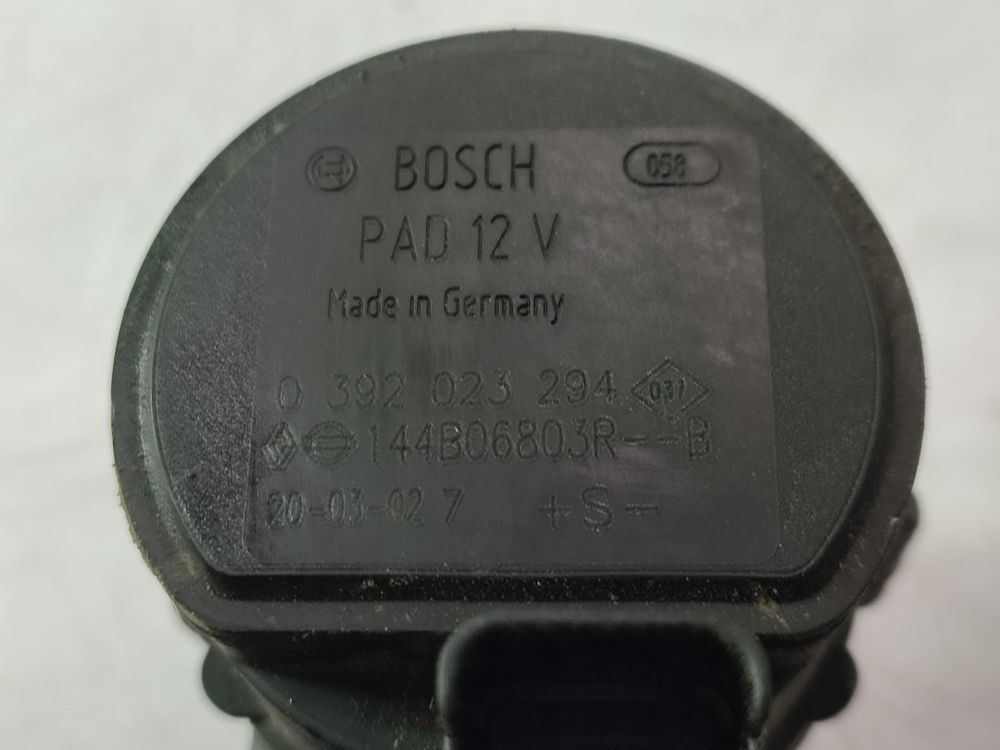 BOSCH 058
PAD 12 V
Made in Germany
0 392 023 294 031
144B06803R--B
20-03-02 7 +S-